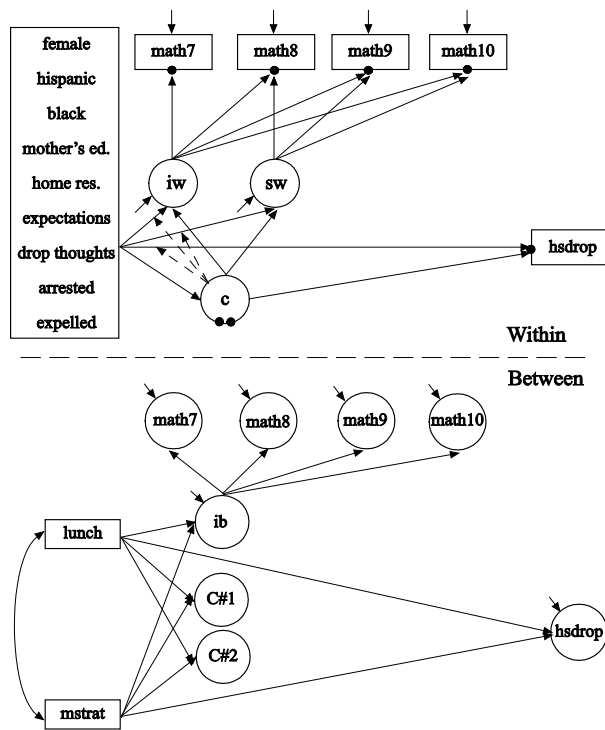 female
hispanic
black
mother's ed.
home res.
expectations
drop thoughts
arrested
expelled
math7
math8
math9
math10
iw
sw
c
hsdrop
Within
Between
math7
math8
math9
math10
ib
lunch
C#1
C#2
hsdrop
mstrat